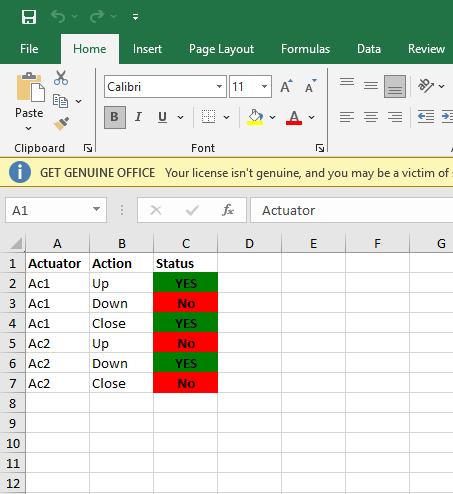 File Home Insert Page Layout Formulas Data Review
Paste
Calibri 11 A A
B I U A ab
Clipboard Font
GET GENUINE OFFICE Your license isn't genuine, and you may be a victim of
A1 fx Actuator
A B C D E F G
1 Actuator Action Status
2 Ac1 Up YES
3 Ac1 Down No
4 Ac1 Close YES
5 Ac2 Up No
6 Ac2 Down YES
7 Ac2 Close No
8
9
10
11
12